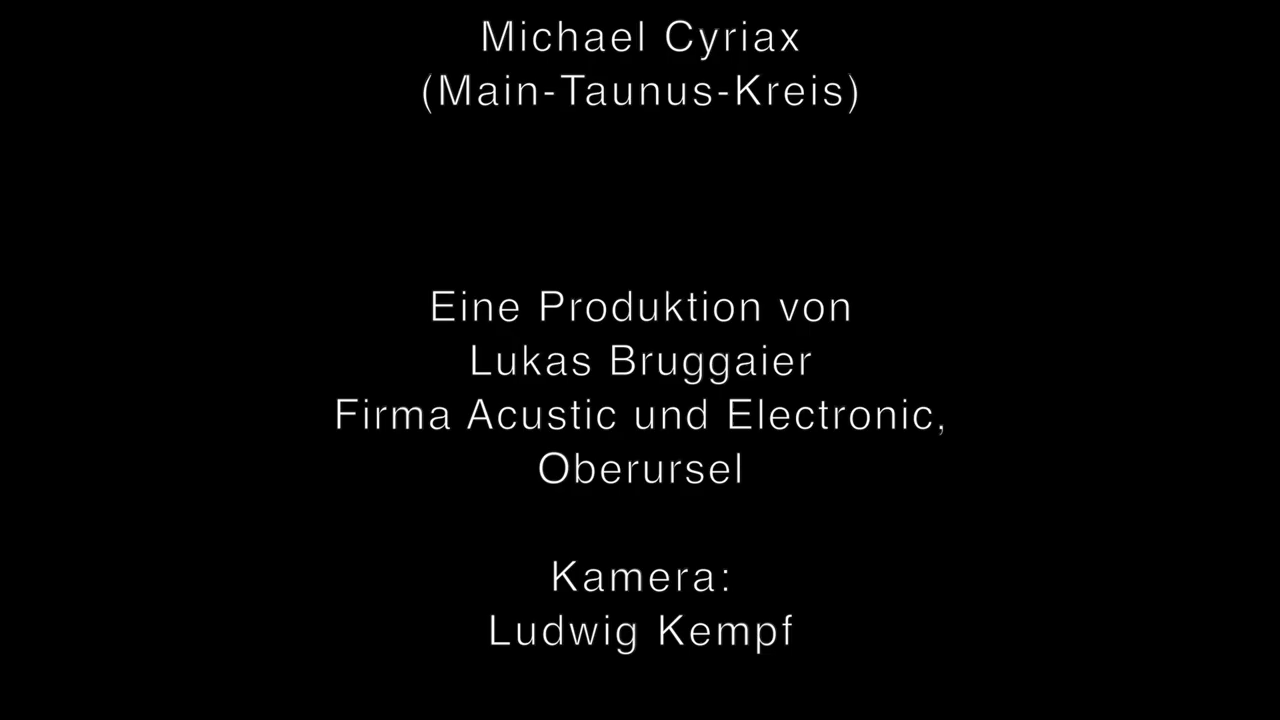 Michael Cyriax
(Main-Taunus-Kreis)
Eine Produktion von
Lukas Bruggaier
Firma Acustic und Electronic,
Oberursel
Kamera:
Ludwig Kempf